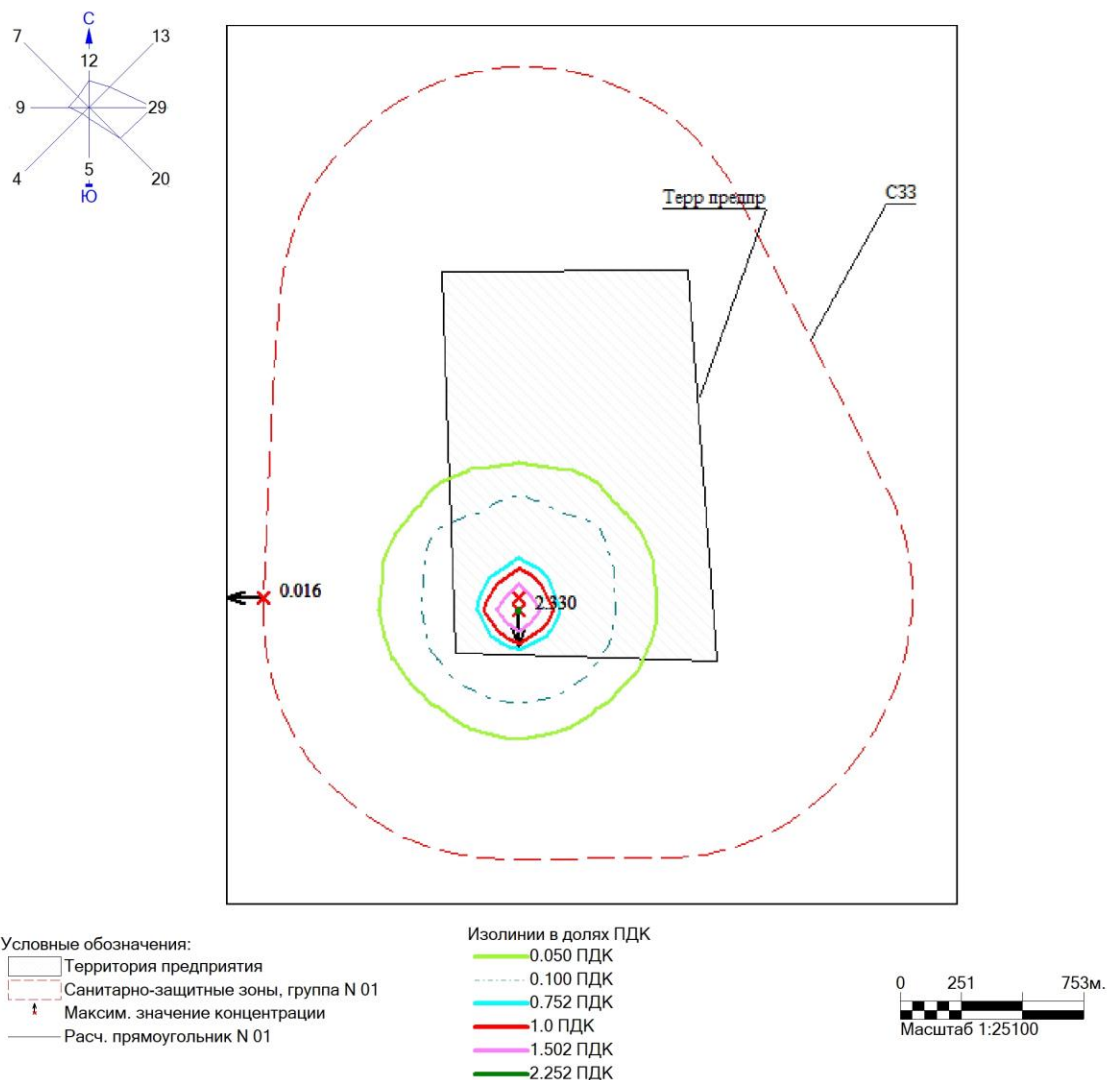 С
7
13
12
9
29
4
5
20
Ю
Терр предпр
СЗЗ
0.016
2.330
Условные обозначения:
Территория предприятия
Санитарно-защитные зоны, группа N 01
Максим. значение концентрации
Расч. прямоугольник N 01
Изолинии в долях ПДК
0.050 ПДК
0.100 ПДК
0.752 ПДК
1.0 ПДК
1.502 ПДК
2.252 ПДК
0 251 753м.
Масштаб 1:25100